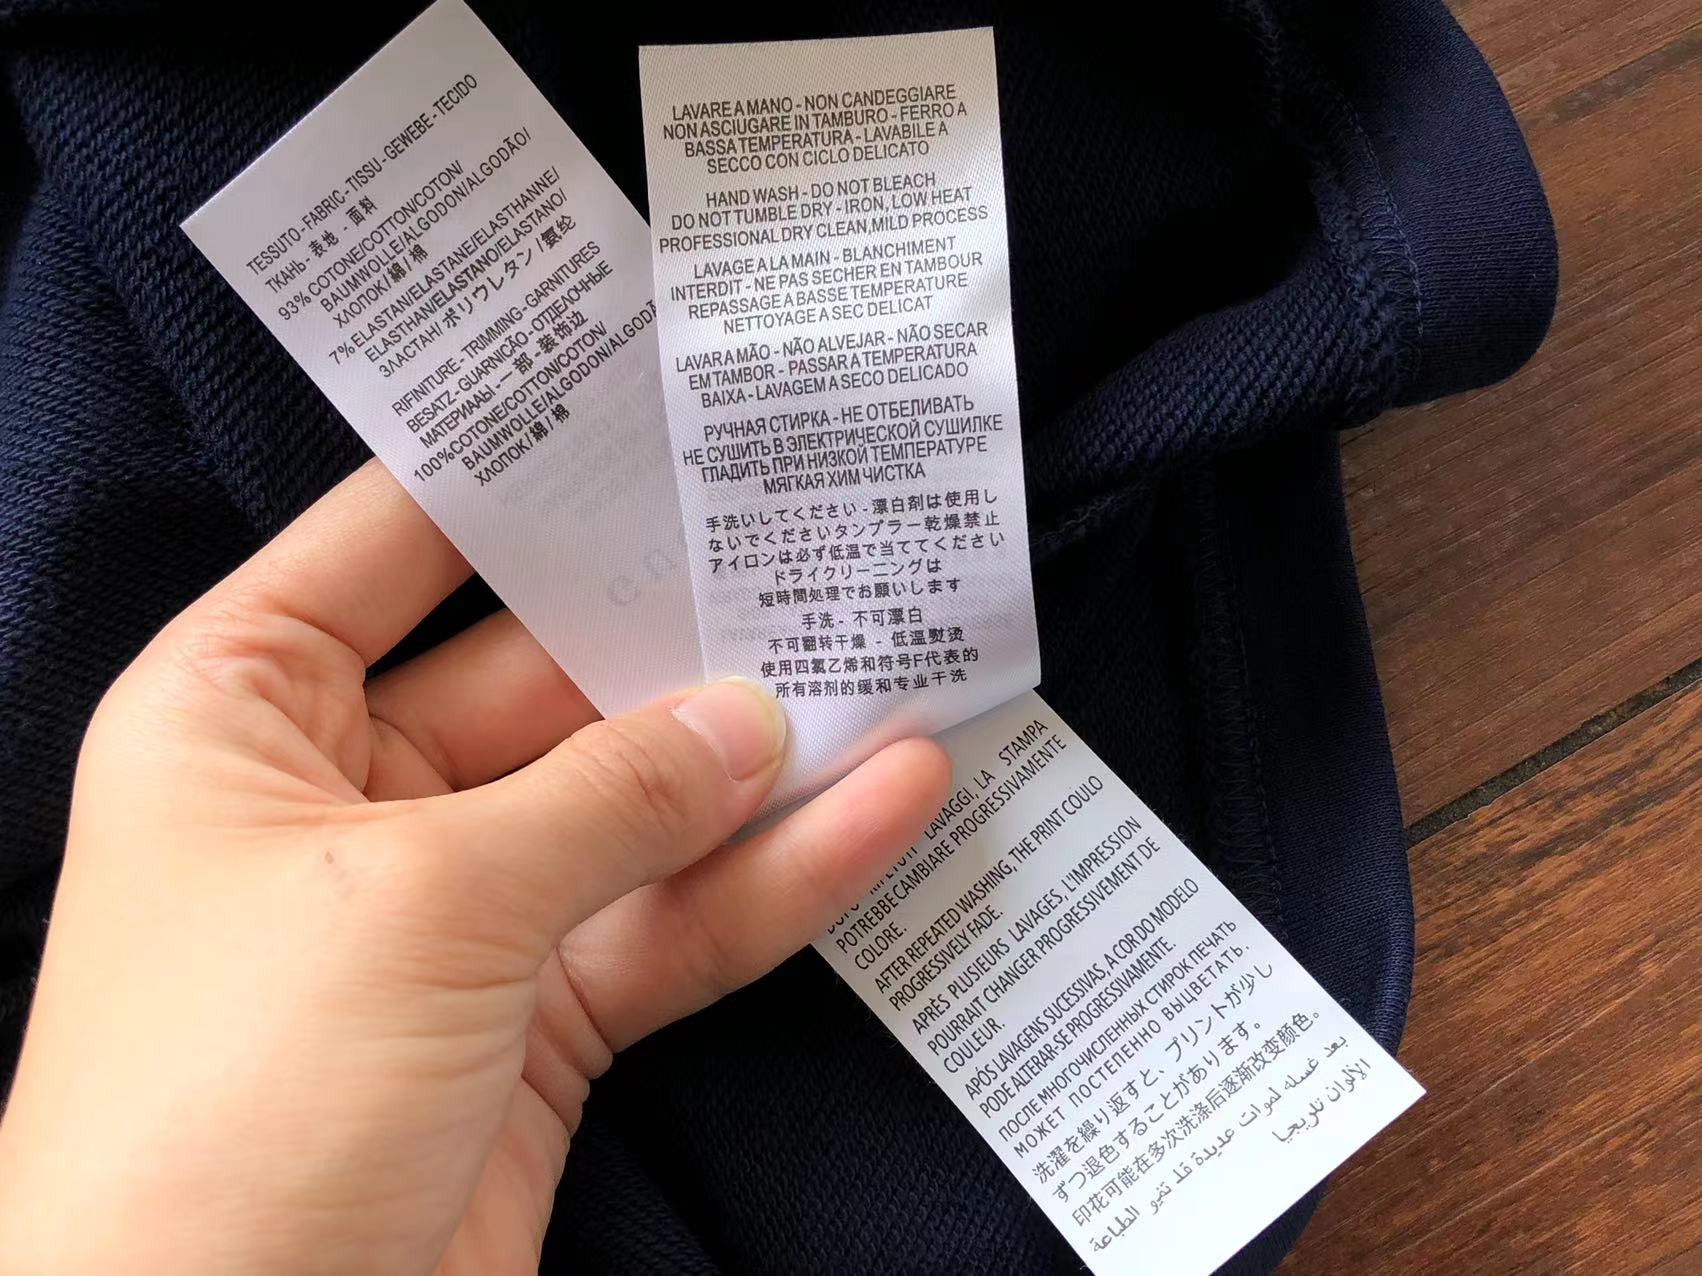 TESSUTO - FABRIC - TISSU - GEWEBE - TECIDO
ТКАНЬ - 表地 - 面料
93% COTONE/COTTON/COTON/
BAUMWOLLE/ALGODON/ALGODÃO/
ХЛОПОК/綿/棉
7% ELASTAN/ELASTANE/ELASTHANNE/
ELASTHAN/ELASTANO/ELASTANO/
ЭЛАСТАН/ポリウレタン/氨纶
RIFINITURE - TRIMMING - GARNITURES
BESATZ - GUARNIÇÃO - ОТДЕЛОЧНЫЕ
МАТЕРИАЛЫ - 一部 - 装饰边
100%COTONE/COTTON/COTON/
BAUMWOLLE/ALGODON/ALGODÃ
ХЛОПОК/綿/棉
LAVARE A MANO - NON CANDEGGIARE
NON ASCIUGARE IN TAMBURO - FERRO A
BASSA TEMPERATURA - LAVABILE A
SECCO CON CICLO DELICATO
HAND WASH - DO NOT BLEACH
DO NOT TUMBLE DRY - IRON, LOW HEAT
PROFESSIONAL DRY CLEAN, MILD PROCESS
LAVAGE A LA MAIN - BLANCHIMENT
INTERDIT - NE PAS SECHER EN TAMBOUR
REPASSAGE A BASSE TEMPERATURE
NETTOYAGE A SEC DELICAT
LAVAR A MÃO - NÃO ALVEJAR - NÃO SECAR
EM TAMBOR - PASSAR A TEMPERATURA
BAIXA - LAVAGEM A SECO DELICADO
РУЧНАЯ СТИРКА - НЕ ОТБЕЛИВАТЬ
НЕ СУШИТЬ В ЭЛЕКТРИЧЕСКОЙ СУШИЛКЕ
ГЛАДИТЬ ПРИ НИЗКОЙ ТЕМПЕРАТУРЕ
МЯГКАЯ ХИМ ЧИСТКА
手洗いしてください - 漂白剤は使用し
ないでくださいタンブラー乾燥禁止
アイロンは必ず低温で当ててください
ドライクリーニングは
短時間処理でお願いします
手洗 - 不可漂白
不可翻转干燥 - 低温熨烫
使用四氯乙烯和符号F代表的
所有溶剂的缓和专业干洗
LAVAGGI, LA STAMPA
POTREBBE CAMBIARE PROGRESSIVAMENTE
COLORE.
AFTER REPEATED WASHING, THE PRINT COULO
PROGRESSIVELY FADE.
APRÈS PLUSIEURS LAVAGES, L'IMPRESSION
POURRAIT CHANGER PROGRESSIVEMENT DE
COULEUR.
APÓS LAVAGENS SUCESSIVAS, A COR DO MODELO
PODE ALTERAR-SE PROGRESSIVAMENTE.
ПОСЛЕ МНОГОЧИСЛЕННЫХ СТИРОК ПЕЧАТЬ
МОЖЕТ ПОСТЕПЕННО ВЫЦВЕТАТЬ.
洗濯を繰り返すと、プリントが少し
ずつ退色することがあります。
印花可能在多次洗涤后逐渐改变颜色。
بعد غسله لموات عديدة قد تتغير الطباعة
الألوان تدريجيا